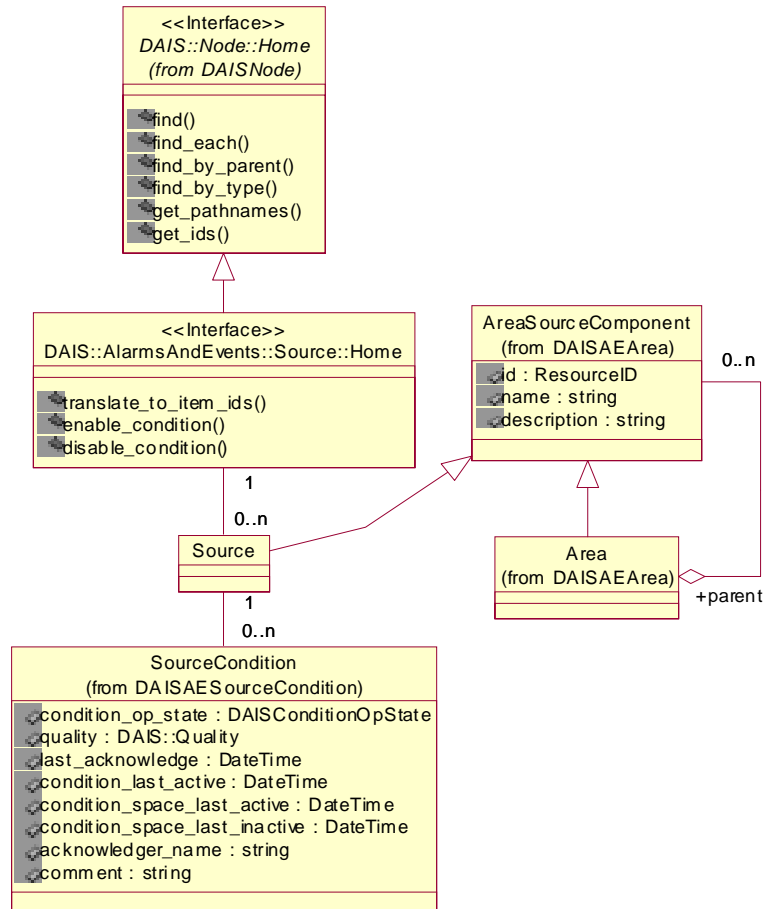 <<Interface>>
DAIS::Node::Home
(from DAISNode)
find()
find_each()
find_by_parent()
find_by_type()
get_pathnames()
get_ids()
<<Interface>>
DAIS::AlarmsAndEvents::Source::Home
translate_to_item_ids()
enable_condition()
disable_condition()
AreaSourceComponent
(from DAISAEArea)
id : ResourceID
name : string
description : string
0..n
1
0..n
Source
Area
(from DAISAEArea)
+parent
1
0..n
SourceCondition
(from DAISAESourceCondition)
condition_op_state : DAISConditionOpState
quality : DAIS::Quality
last_acknowledge : DateTime
condition_last_active : DateTime
condition_space_last_active : DateTime
condition_space_last_inactive : DateTime
acknowledger_name : string
comment : string